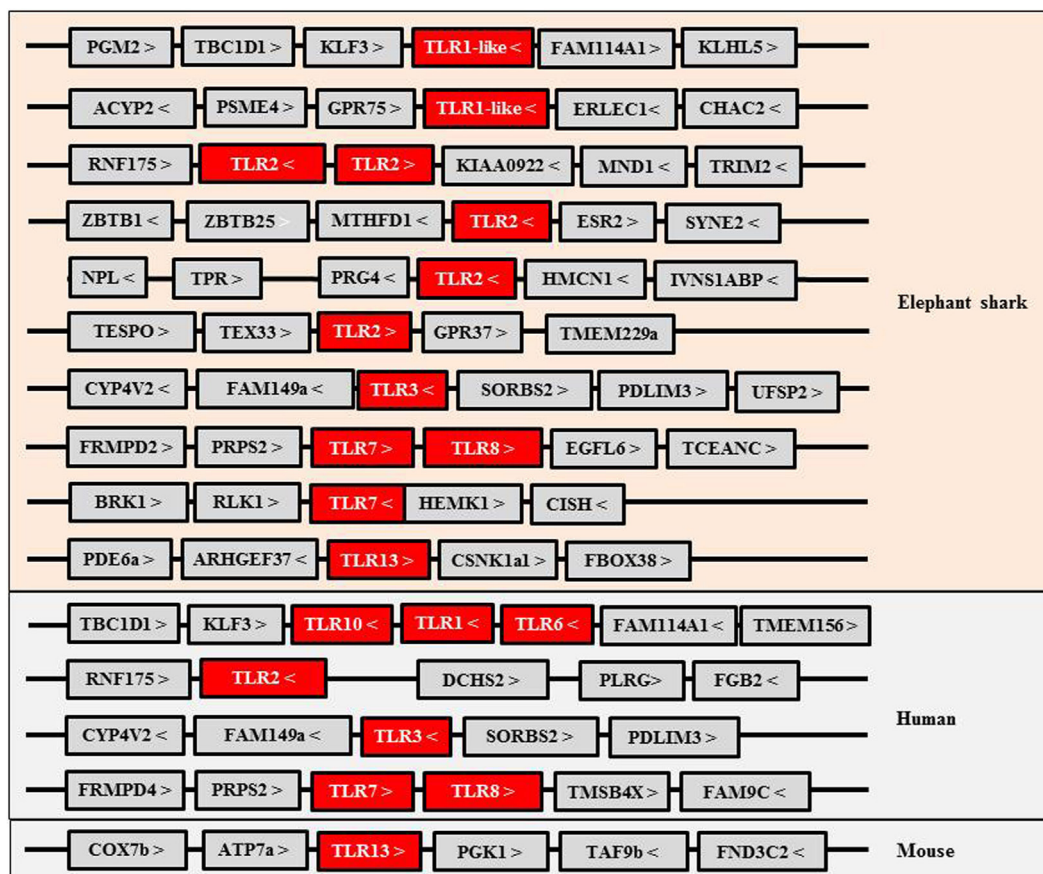 PGM2 > TBC1D1 > KLF3 > TLR1-like < FAM114A1 > KLHL5 >
ACYP2 < PSME4 > GPR75 > TLR1-like < ERLEC1< CHAC2 <
RNF175 > TLR2 < TLR2 > KIAA0922 < MND1 < TRIM2 <
ZBTB1 < ZBTB25 > MTHFD1 < TLR2 < ESR2 > SYNE2 <
NPL < TPR > PRG4 < TLR2 < HMCN1 < IVNS1ABP <
Elephant shark
TESPO > TEX33 > TLR2 > GPR37 > TMEM229a
CYP4V2 < FAM149a < TLR3 < SORBS2 > PDLIM3 > UFSP2 >
FRMPD2 > PRPS2 > TLR7 > TLR8 > EGFL6 > TCEANC >
BRK1 > RLK1 > TLR7 < HEMK1 > CISH <
PDE6a > ARHGEF37 < TLR13 > CSNK1a1 > FBOX38 >
TBC1D1 > KLF3 > TLR10 < TLR1 < TLR6 < FAM114A1 < TMEM156 >
RNF175 > TLR2 < DCHS2 > PLRG> FGB2 <
Human
CYP4V2 < FAM149a < TLR3 < SORBS2 > PDLIM3 >
FRMPD4 > PRPS2 > TLR7 > TLR8 > TMSB4X > FAM9C <
COX7b > ATP7a > TLR13 > PGK1 > TAF9b < FND3C2 <
Mouse